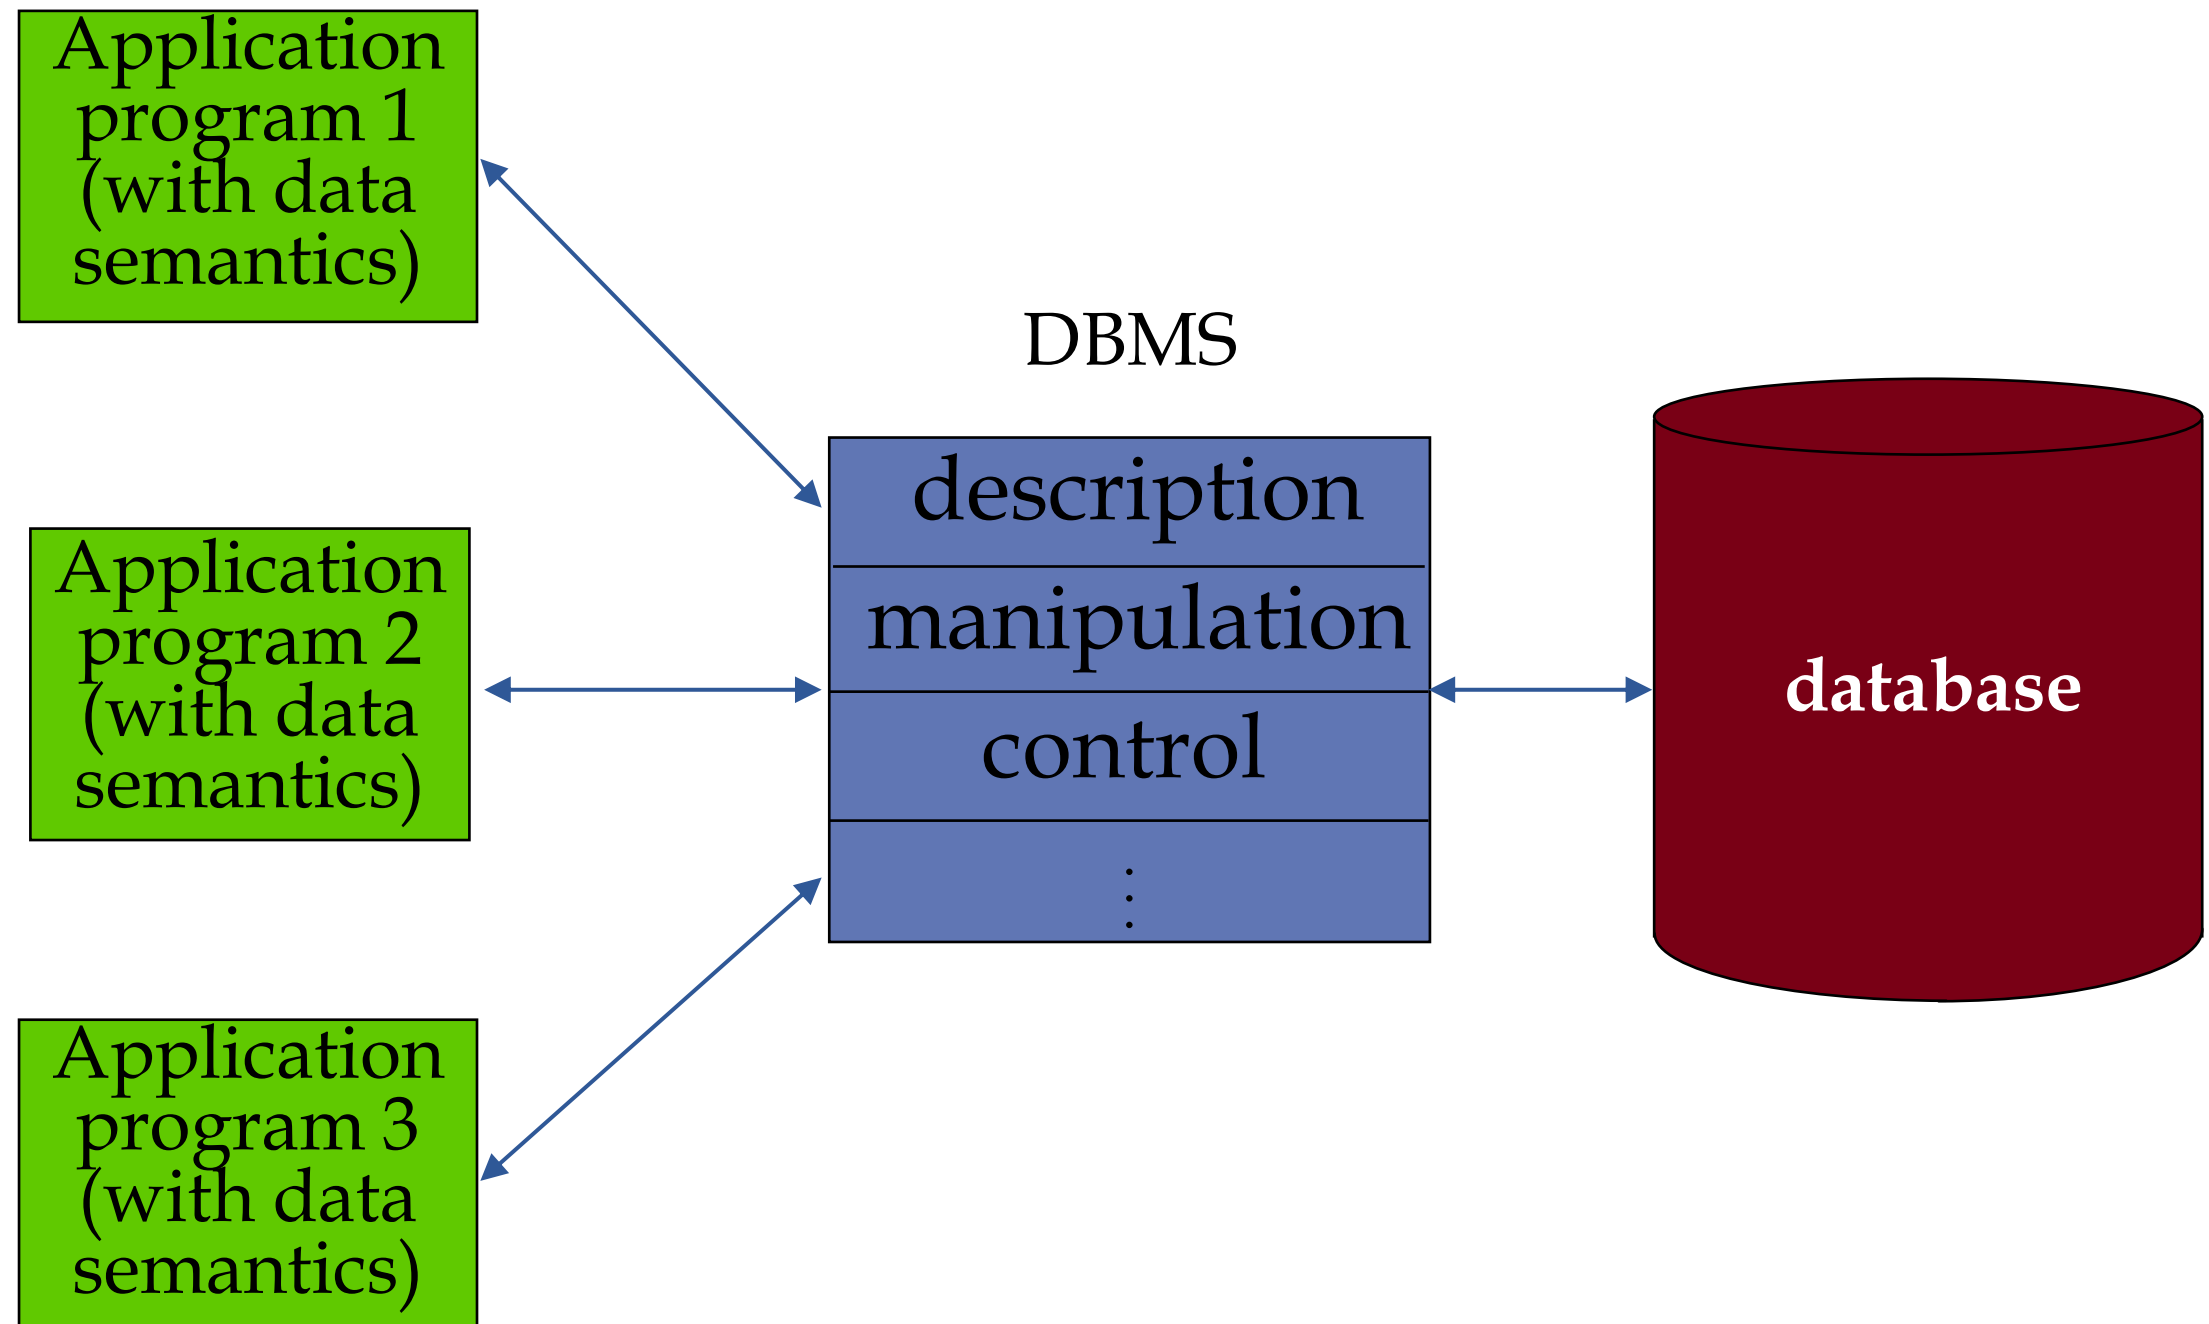 Application
program 1
(with data
semantics)
Application
program 2
(with data
semantics)
Application
program 3
(with data
semantics)
DBMS
description
manipulation
control
⋮
database